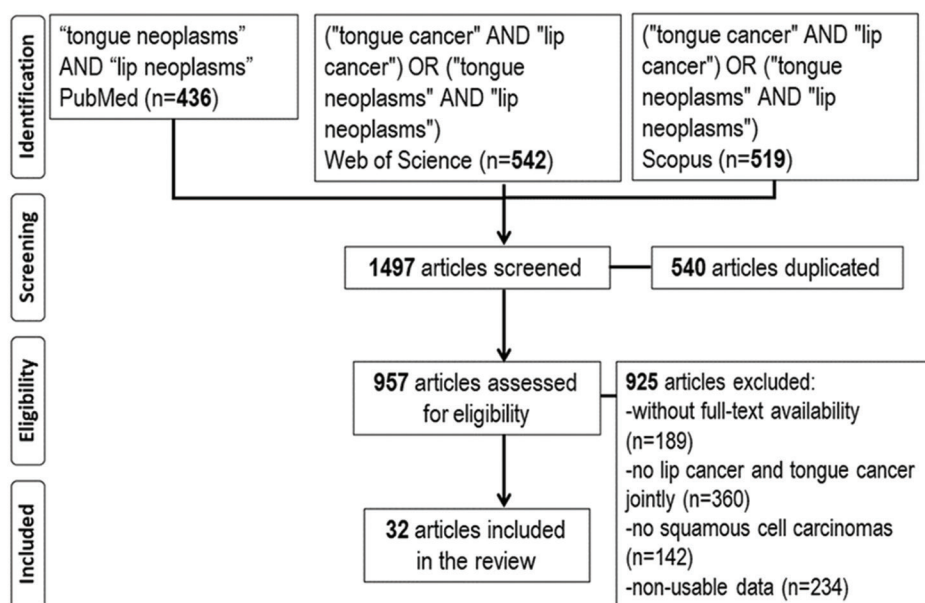 Identification
“tongue neoplasms”
AND “lip neoplasms”
PubMed (n=436)
("tongue cancer" AND "lip
cancer") OR ("tongue
neoplasms" AND "lip
neoplasms")
Web of Science (n=542)
("tongue cancer" AND "lip
cancer") OR ("tongue
neoplasms" AND "lip
neoplasms")
Scopus (n=519)
Screening
1497 articles screened
540 articles duplicated
Eligibility
957 articles assessed
for eligibility
925 articles excluded:
-without full-text availability
(n=189)
-no lip cancer and tongue cancer
jointly (n=360)
-no squamous cell carcinomas
(n=142)
-non-usable data (n=234)
Included
32 articles included
in the review